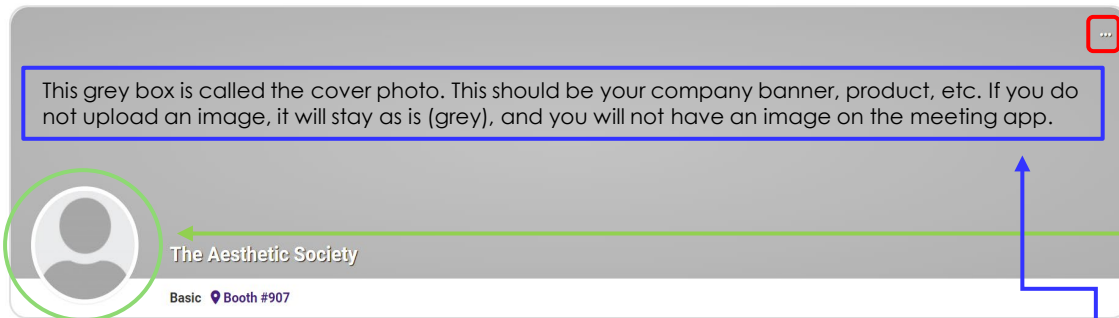 ...
This grey box is called the cover photo. This should be your company banner, product, etc. If you do
not upload an image, it will stay as is (grey), and you will not have an image on the meeting app.
The Aesthetic Society
Basic Booth #907